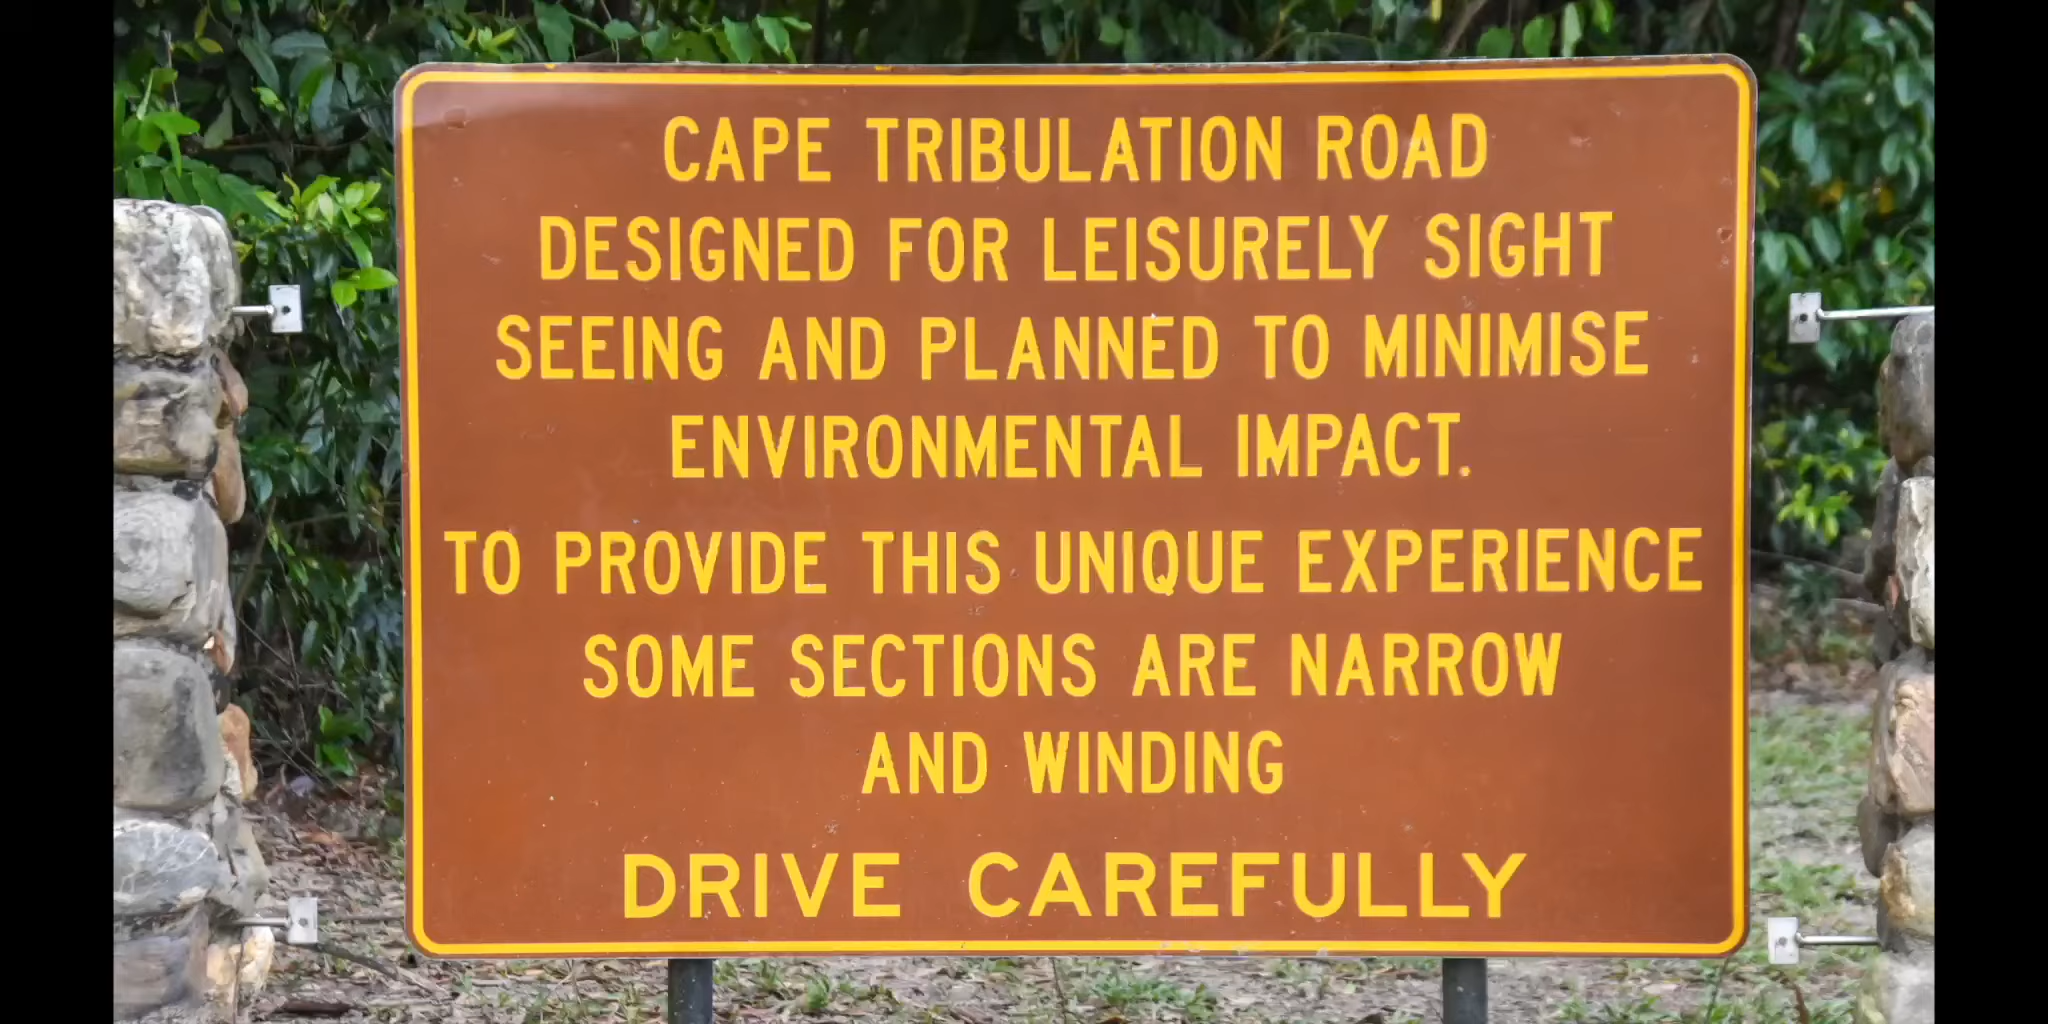 CAPE TRIBULATION ROAD
DESIGNED FOR LEISURELY SIGHT
SEEING AND PLANNED TO MINIMISE
ENVIRONMENTAL IMPACT.
TO PROVIDE THIS UNIQUE EXPERIENCE
SOME SECTIONS ARE NARROW
AND WINDING
DRIVE CAREFULLY